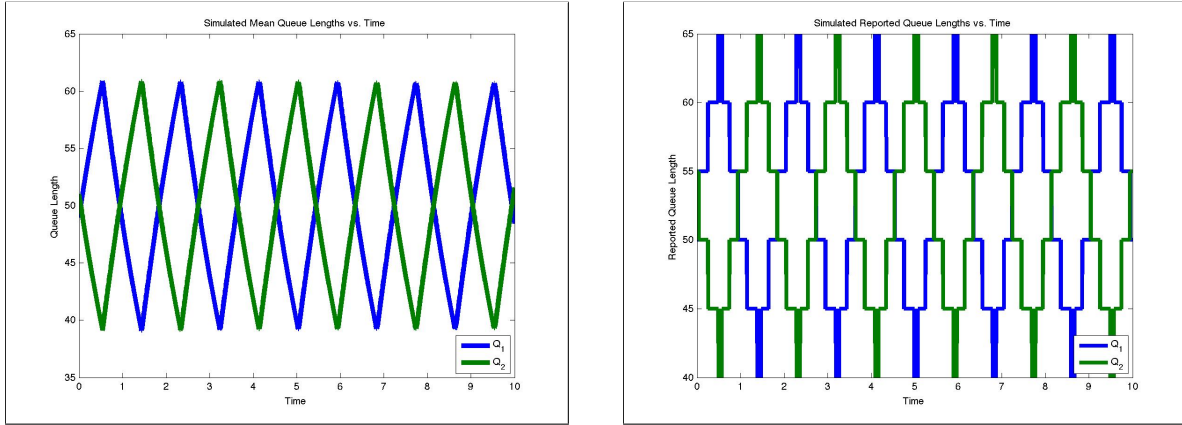 Simulated Mean Queue Lengths vs. Time
65
60
55
50
45
40
35
Queue Length
0 1 2 3 4 5 6 7 8 9 10
Time
Q1
Q2
Simulated Reported Queue Lengths vs. Time
65
60
55
50
45
40
Reported Queue Length
0 1 2 3 4 5 6 7 8 9 10
Time
Q1
Q2